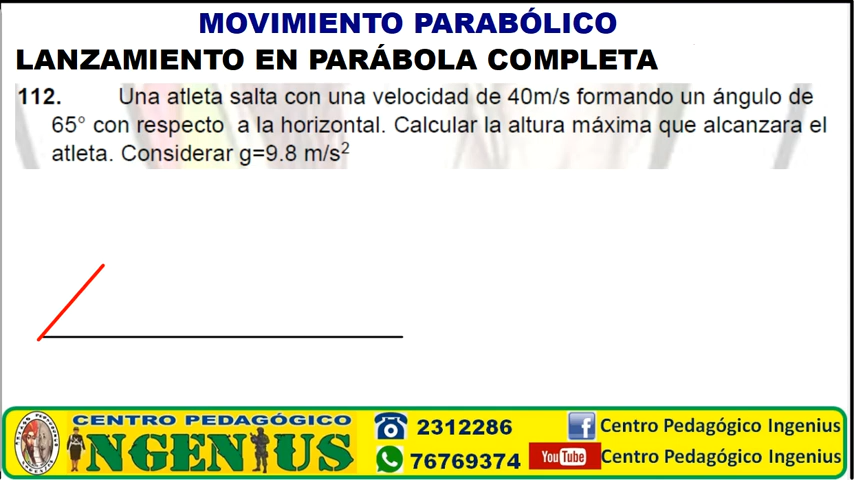 MOVIMIENTO PARABÓLICO
LANZAMIENTO EN PARÁBOLA COMPLETA
112. Una atleta salta con una velocidad de 40m/s formando un ángulo de
65° con respecto a la horizontal. Calcular la altura máxima que alcanzara el
atleta. Considerar g=9.8 m/s²
CENTRO PEDAGÓGICO
INGENIUS
2312286
76769374
Centro Pedagógico Ingenius
YouTube Centro Pedagógico Ingenius